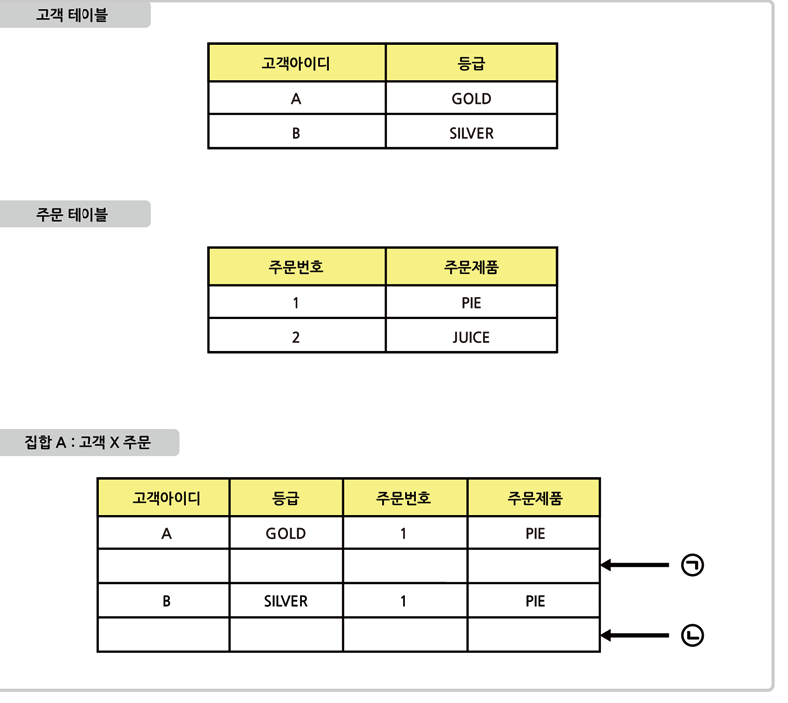 고객 테이블
고객아이디 등급
A GOLD
B SILVER
주문 테이블
주문번호 주문제품
1 PIE
2 JUICE
집합 A : 고객 X 주문
고객아이디 등급 주문번호 주문제품
A GOLD 1 PIE
㉠
B SILVER 1 PIE
㉡